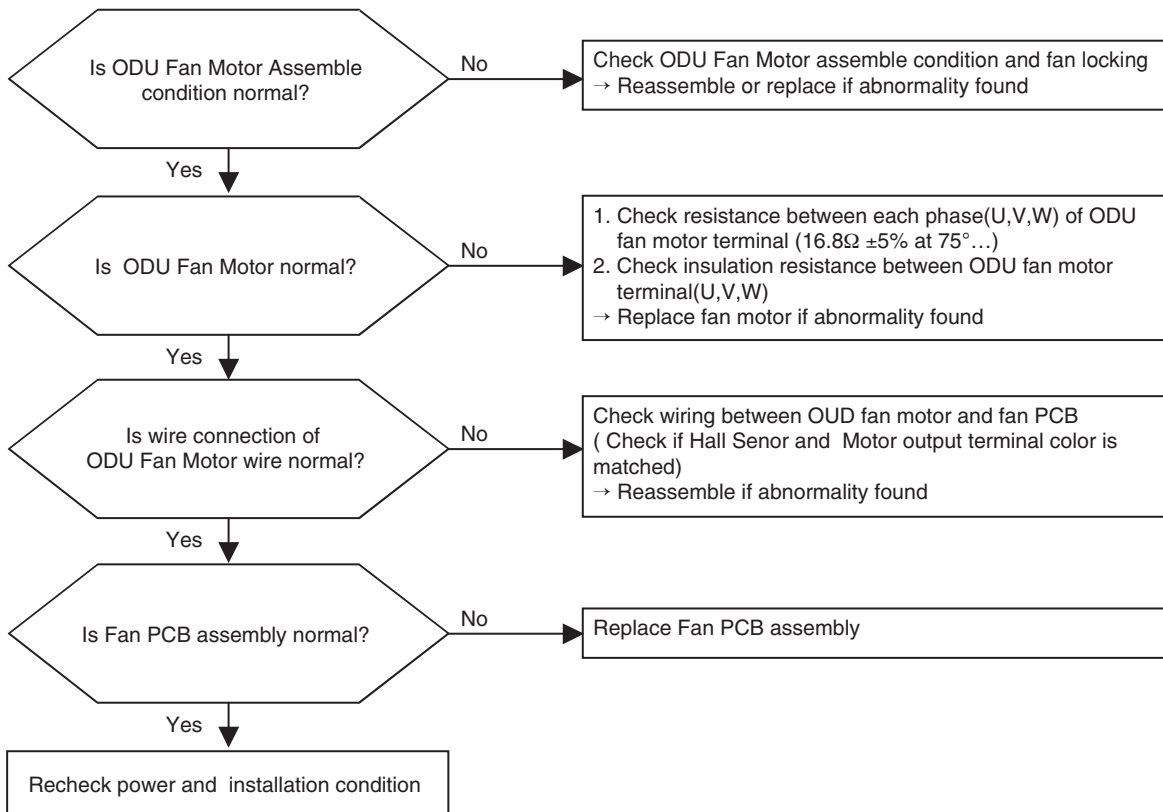 Is ODU Fan Motor Assemble
condition normal?
No
Check ODU Fan Motor assemble condition and fan locking
→ Reassemble or replace if abnormality found
Yes
Is ODU Fan Motor normal?
No
1. Check resistance between each phase(U,V,W) of ODU
fan motor terminal (16.8Ω ±5% at 75°…)
2. Check insulation resistance between ODU fan motor
terminal(U,V,W)
→ Replace fan motor if abnormality found
Yes
Is wire connection of
ODU Fan Motor wire normal?
No
Check wiring between OUD fan motor and fan PCB
( Check if Hall Senor and Motor output terminal color is
matched)
→ Reassemble if abnormality found
Yes
Is Fan PCB assembly normal?
No
Replace Fan PCB assembly
Yes
Recheck power and installation condition